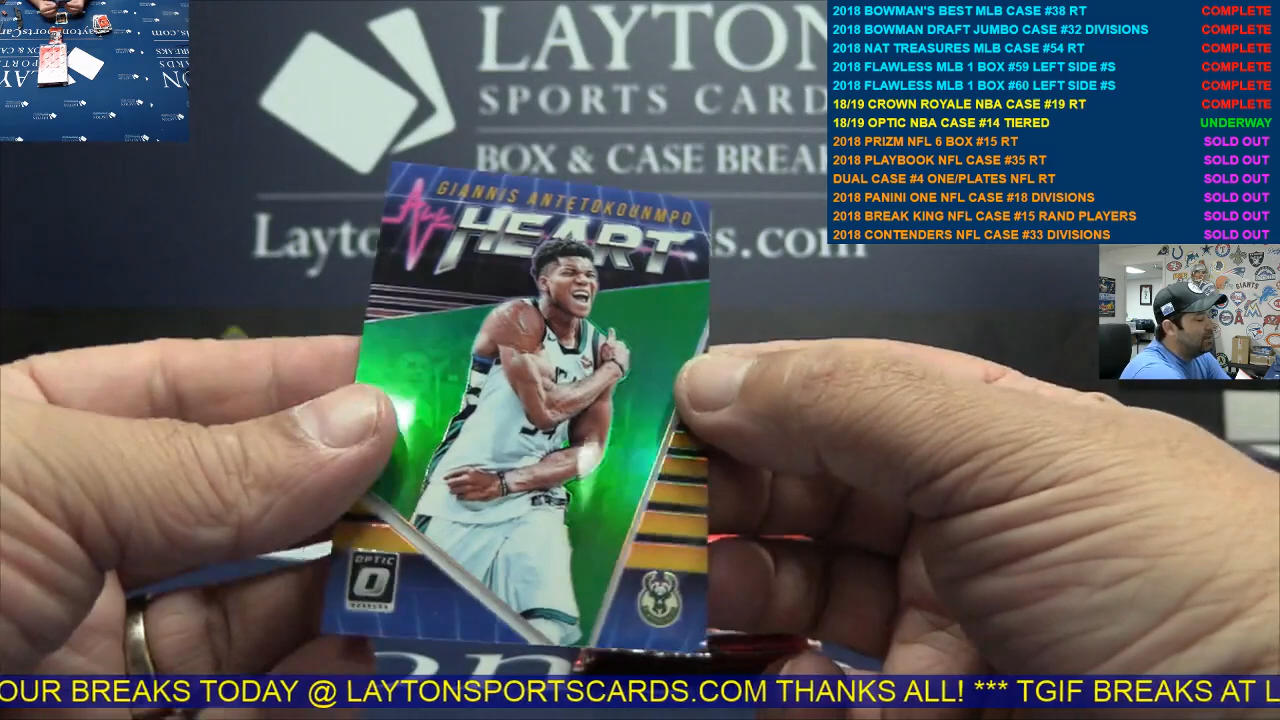 LAYTON
SPORTS CARD
BOX & CASE BREA
Layto
s.com
2018 BOWMAN'S BEST MLB CASE #38 RT COMPLETE
2018 BOWMAN DRAFT JUMBO CASE #32 DIVISIONS COMPLETE
2018 NAT TREASURES MLB CASE #54 RT COMPLETE
2018 FLAWLESS MLB 1 BOX #59 LEFT SIDE #S COMPLETE
2018 FLAWLESS MLB 1 BOX #60 LEFT SIDE #S COMPLETE
18/19 CROWN ROYALE NBA CASE #19 RT COMPLETE
18/19 OPTIC NBA CASE #14 TIERED UNDERWAY
2018 PRIZM NFL 6 BOX #15 RT SOLD OUT
2018 PLAYBOOK NFL CASE #35 RT SOLD OUT
DUAL CASE #4 ONE/PLATES NFL RT SOLD OUT
2018 PANINI ONE NFL CASE #18 DIVISIONS SOLD OUT
2018 BREAK KING NFL CASE #15 RAND PLAYERS SOLD OUT
2018 CONTENDERS NFL CASE #33 DIVISIONS SOLD OUT
GIANTS
GIANNIS ANTETOKOUNMPO
ALL
HEART
OPTIC
OUR BREAKS TODAY @ LAYTONSPORTSCARDS.COM THANKS ALL! *** TGIF BREAKS AT L